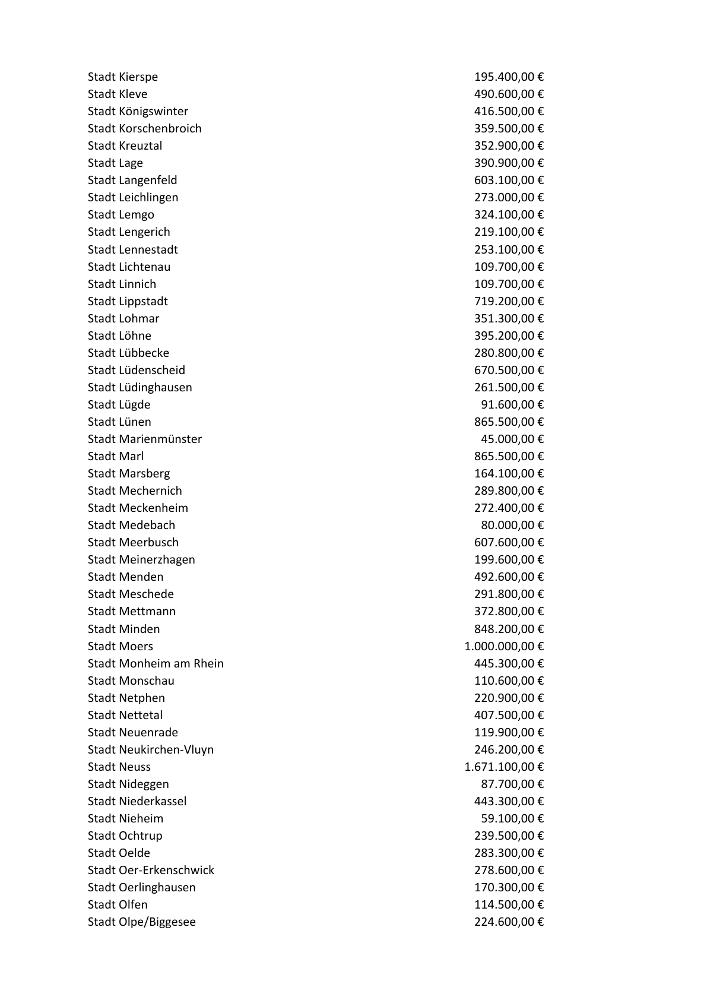 Stadt Kierspe 195.400,00 €
Stadt Kleve 490.600,00 €
Stadt Königswinter 416.500,00 €
Stadt Korschenbroich 359.500,00 €
Stadt Kreuztal 352.900,00 €
Stadt Lage 390.900,00 €
Stadt Langenfeld 603.100,00 €
Stadt Leichlingen 273.000,00 €
Stadt Lemgo 324.100,00 €
Stadt Lengerich 219.100,00 €
Stadt Lennestadt 253.100,00 €
Stadt Lichtenau 109.700,00 €
Stadt Linnich 109.700,00 €
Stadt Lippstadt 719.200,00 €
Stadt Lohmar 351.300,00 €
Stadt Löhne 395.200,00 €
Stadt Lübbecke 280.800,00 €
Stadt Lüdenscheid 670.500,00 €
Stadt Lüdinghausen 261.500,00 €
Stadt Lügde 91.600,00 €
Stadt Lünen 865.500,00 €
Stadt Marienmünster 45.000,00 €
Stadt Marl 865.500,00 €
Stadt Marsberg 164.100,00 €
Stadt Mechernich 289.800,00 €
Stadt Meckenheim 272.400,00 €
Stadt Medebach 80.000,00 €
Stadt Meerbusch 607.600,00 €
Stadt Meinerzhagen 199.600,00 €
Stadt Menden 492.600,00 €
Stadt Meschede 291.800,00 €
Stadt Mettmann 372.800,00 €
Stadt Minden 848.200,00 €
Stadt Moers 1.000.000,00 €
Stadt Monheim am Rhein 445.300,00 €
Stadt Monschau 110.600,00 €
Stadt Netphen 220.900,00 €
Stadt Nettetal 407.500,00 €
Stadt Neuenrade 119.900,00 €
Stadt Neukirchen-Vluyn 246.200,00 €
Stadt Neuss 1.671.100,00 €
Stadt Nideggen 87.700,00 €
Stadt Niederkassel 443.300,00 €
Stadt Nieheim 59.100,00 €
Stadt Ochtrup 239.500,00 €
Stadt Oelde 283.300,00 €
Stadt Oer-Erkenschwick 278.600,00 €
Stadt Oerlinghausen 170.300,00 €
Stadt Olfen 114.500,00 €
Stadt Olpe/Biggesee 224.600,00 €